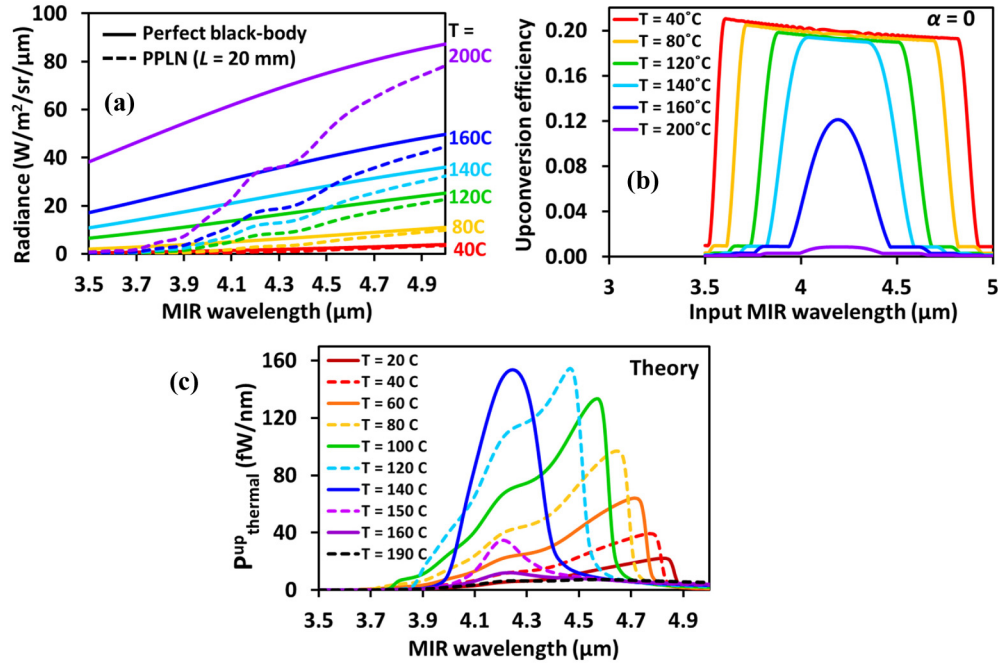 Perfect black-body
PPLN (L = 20 mm)
(a)
T =
200C
160C
140C
120C
80C
40C
Radiance (W/m²/sr/μm)
100
80
60
40
20
0
3.5 3.7 3.9 4.1 4.3 4.5 4.7 4.9
MIR wavelength (μm)
T = 40˚C
T = 80˚C
T = 120˚C
T = 140˚C
T = 160˚C
T = 200˚C
α = 0
(b)
Upconversion efficiency
0.20
0.16
0.12
0.08
0.04
0.00
3 3.5 4 4.5 5
Input MIR wavelength (μm)
(c)
T = 20 C
T = 40 C
T = 60 C
T = 80 C
T = 100 C
T = 120 C
T = 140 C
T = 150 C
T = 160 C
T = 190 C
Theory
P^up_thermal (fW/nm)
160
120
80
40
0
3.5 3.7 3.9 4.1 4.3 4.5 4.7 4.9
MIR wavelength (μm)